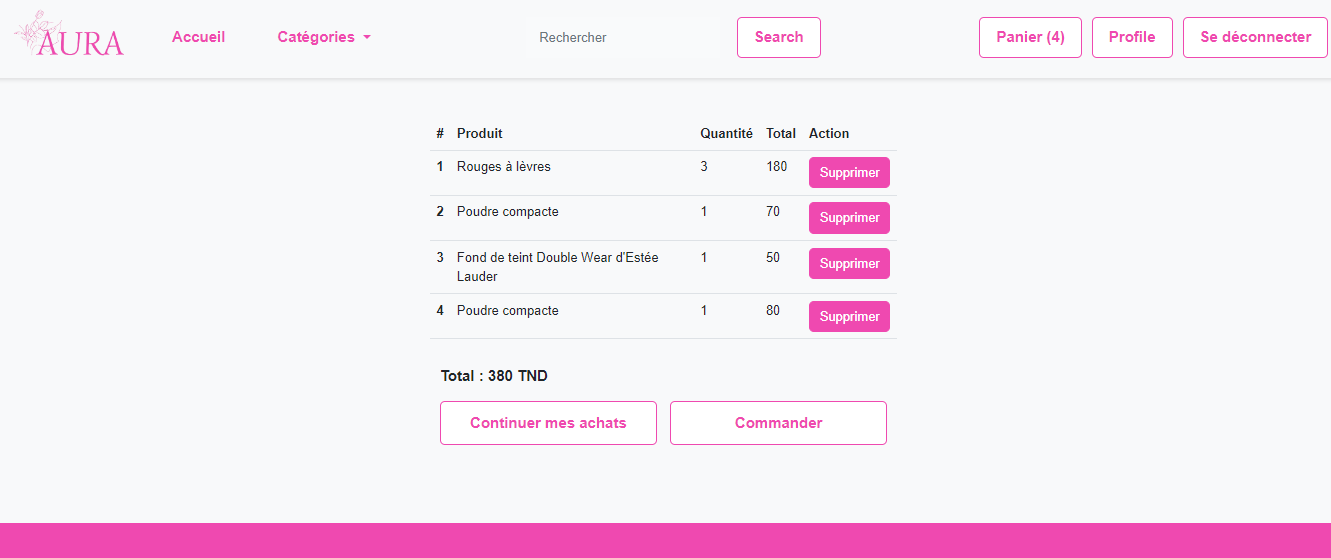 AURA Accueil Catégories Rechercher Search Panier (4) Profile Se déconnecter
# Produit Quantité Total Action
1 Rouges à lèvres 3 180 Supprimer
2 Poudre compacte 1 70 Supprimer
3 Fond de teint Double Wear d'Estée 1 50 Supprimer
Lauder
4 Poudre compacte 1 80 Supprimer
Total : 380 TND
Continuer mes achats Commander